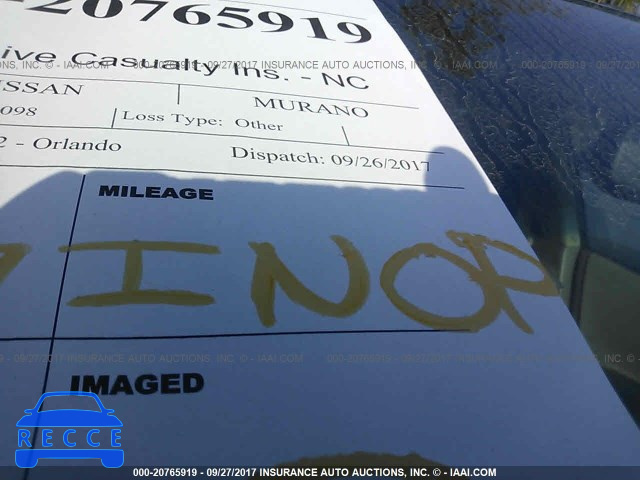 -20765919
ive Casualty Ins. - NC
SSAN
MURANO
098
Loss Type: Other
2 - Orlando
Dispatch: 09/26/2017
MILEAGE
INOP
IMAGED
RECCE
000-20765919 - 09/27/2017 INSURANCE AUTO AUCTIONS, INC. - IAAI.COM